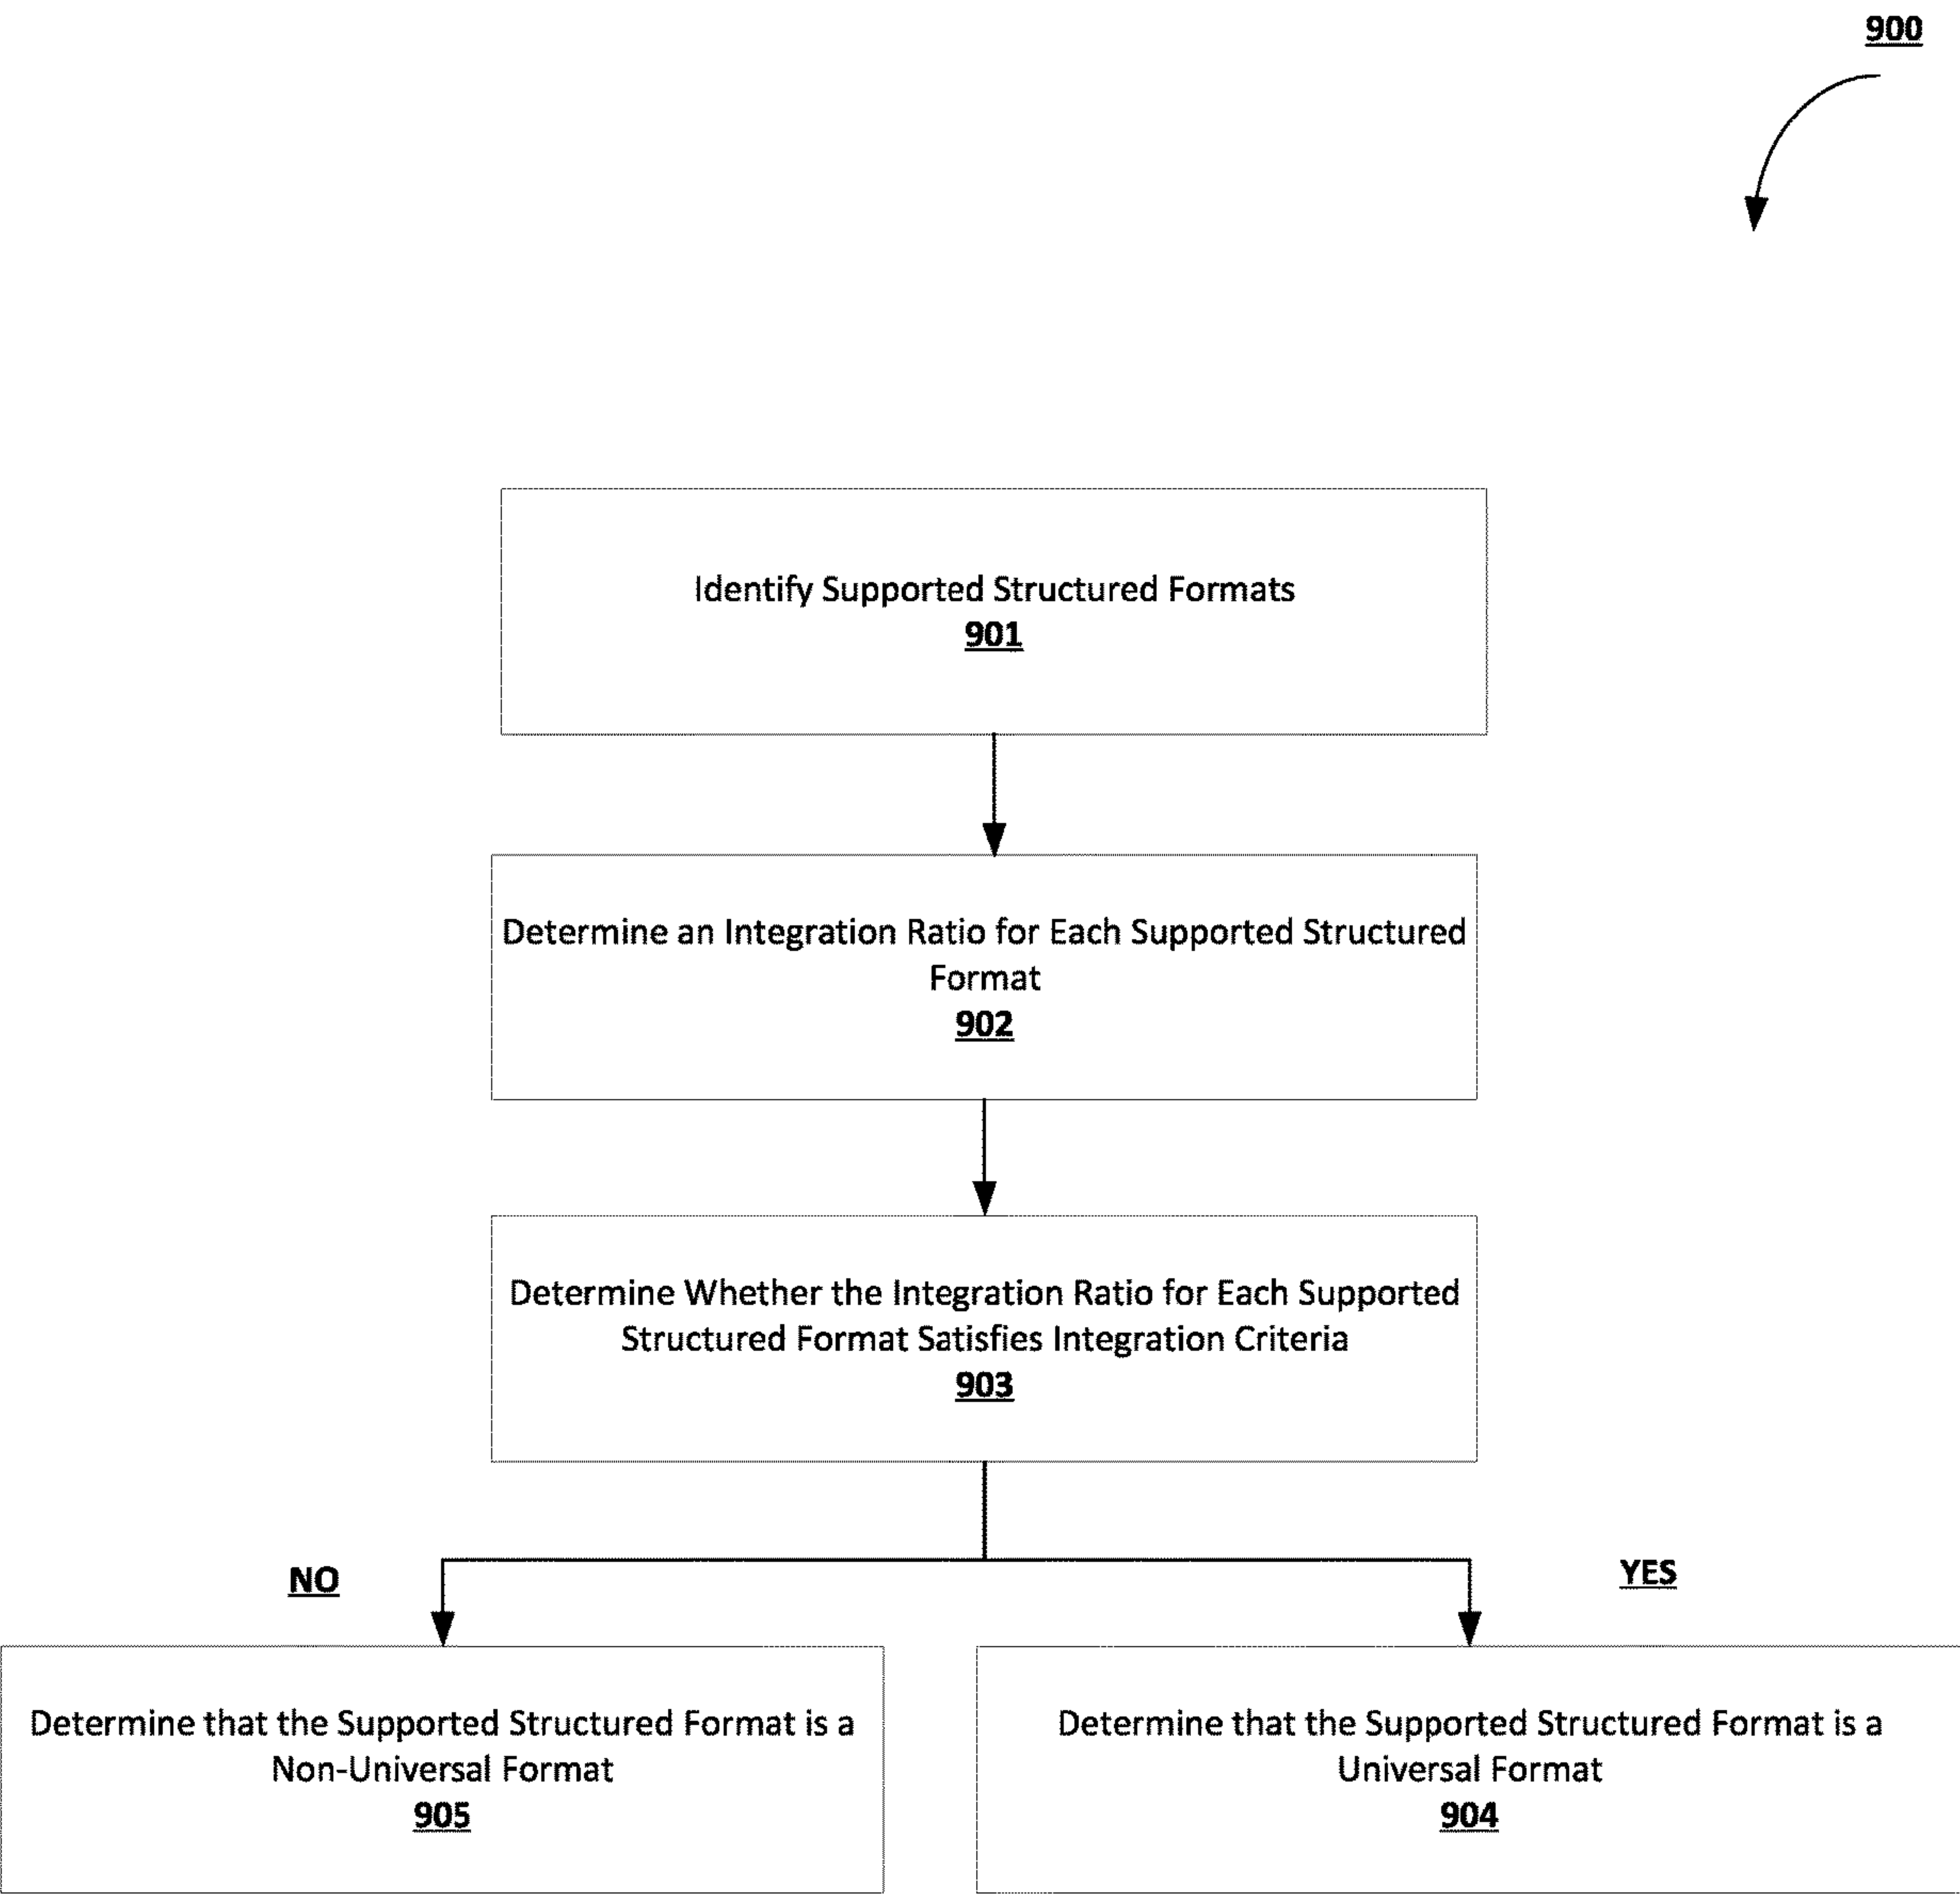 900
Identify Supported Structured Formats
901
Determine an Integration Ratio for Each Supported Structured
Format
902
Determine Whether the Integration Ratio for Each Supported
Structured Format Satisfies Integration Criteria
903
NO
YES
Determine that the Supported Structured Format is a
Non-Universal Format
905
Determine that the Supported Structured Format is a
Universal Format
904